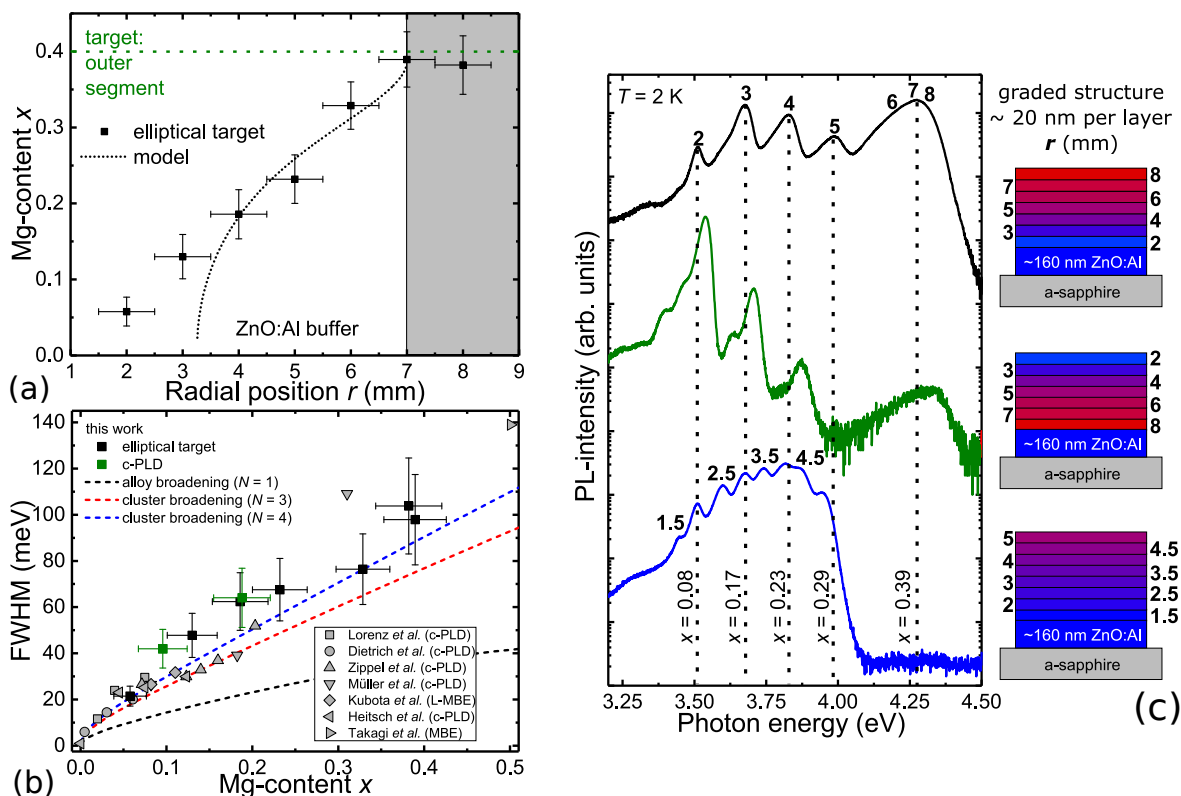 target:
outer
segment
elliptical target
model
ZnO:Al buffer
0.4
0.3
0.2
0.1
0.0
1 2 3 4 5 6 7 8 9
Mg-content x
Radial position r (mm)
(a)
this work
elliptical target
c-PLD
alloy broadening (N = 1)
cluster broadening (N = 3)
cluster broadening (N = 4)
Lorenz et al. (c-PLD)
Dietrich et al. (c-PLD)
Zippel et al. (c-PLD)
Müller et al. (c-PLD)
Kubota et al. (L-MBE)
Heitsch et al. (c-PLD)
Takagi et al. (MBE)
140
120
100
80
60
40
20
0
0.0 0.1 0.2 0.3 0.4 0.5
FWHM (meV)
Mg-content x
(b)
T = 2 K
2 3 4 5 6 7 8
1.5 2.5 3.5 4.5
x = 0.08
x = 0.17
x = 0.23
x = 0.29
x = 0.39
PL-intensity (arb. units)
3.25 3.50 3.75 4.00 4.25 4.50
Photon energy (eV)
graded structure
~ 20 nm per layer
r (mm)
8
7
6
5
4
3
2
~160 nm ZnO:Al
a-sapphire
2
3
4
5
6
7
8
~160 nm ZnO:Al
a-sapphire
5
4.5
4
3.5
3
2.5
2
1.5
~160 nm ZnO:Al
a-sapphire
(c)